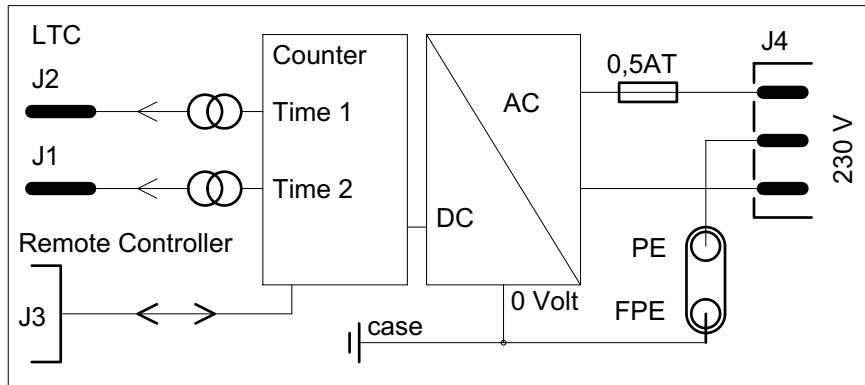 LTC
J2
J1
Remote Controller
J3
Counter
Time 1
Time 2
AC
DC
0 Volt
case
0,5AT
J4
230 V
PE
FPE